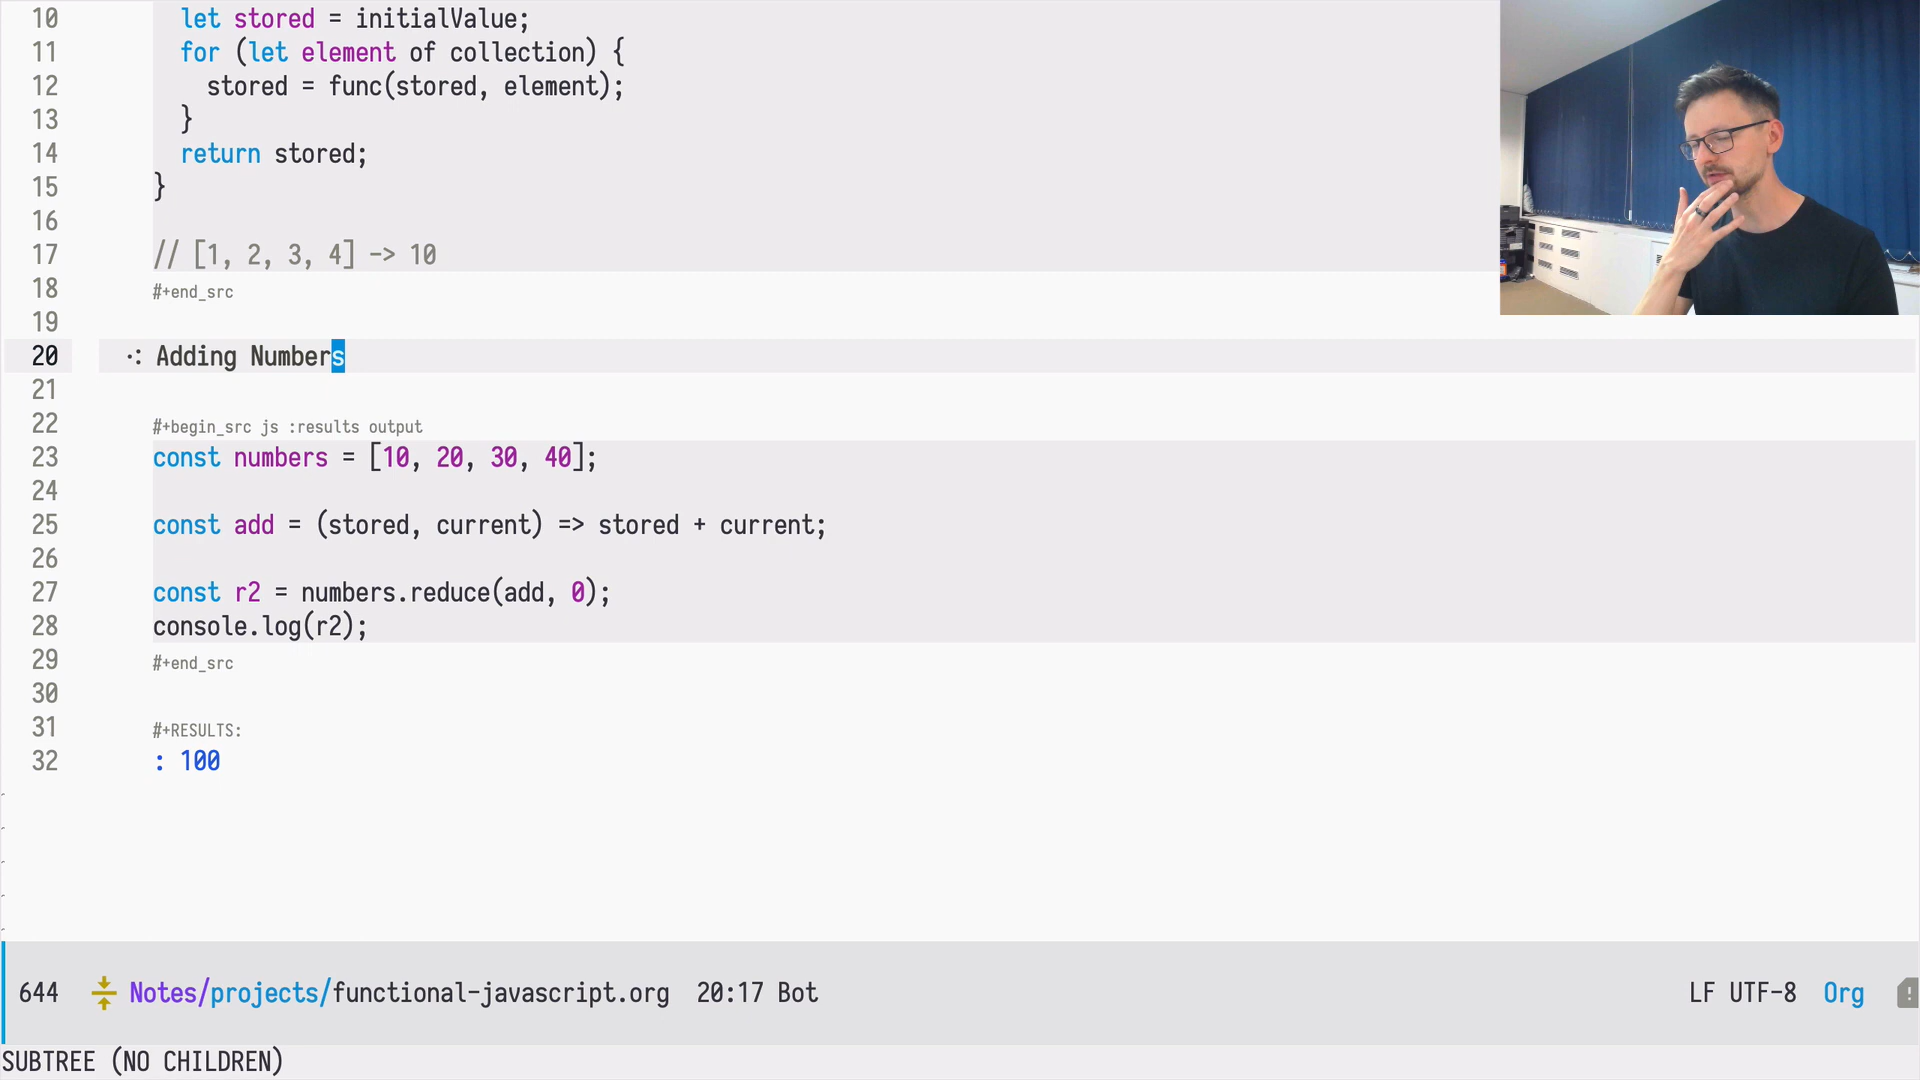 10 let stored = initialValue;
11 for (let element of collection) {
12 stored = func(stored, element);
13 }
14 return stored;
15 }
16
17 // [1, 2, 3, 4] -> 10
18 #+end_src
19
20 Adding Numbers
21
22 #+begin_src js :results output
23 const numbers = [10, 20, 30, 40];
24
25 const add = (stored, current) => stored + current;
26
27 const r2 = numbers.reduce(add, 0);
28 console.log(r2);
29 #+end_src
30
31 #+RESULTS:
32 : 100
644 Notes/projects/functional-javascript.org 20:17 Bot LF UTF-8 Org
SUBTREE (NO CHILDREN)